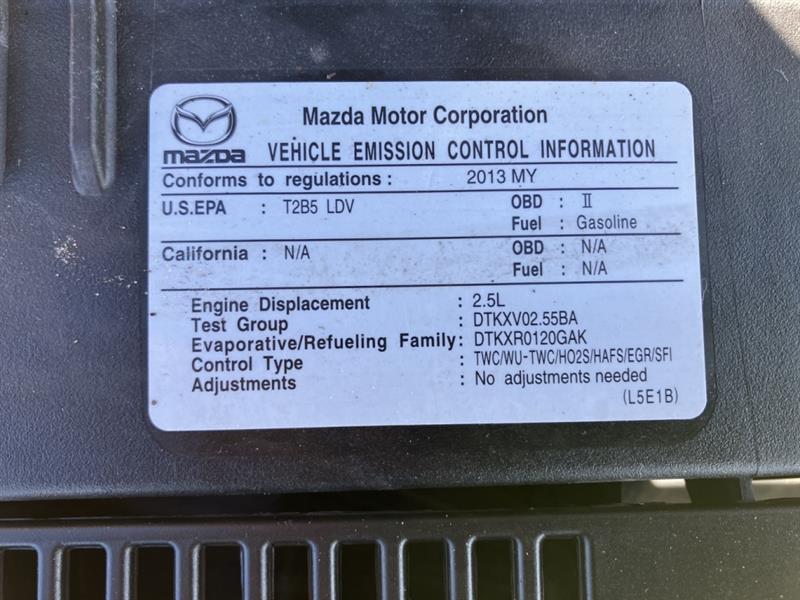 Mazda Motor Corporation
mazda VEHICLE EMISSION CONTROL INFORMATION
Conforms to regulations : 2013 MY
U.S.EPA : T2B5 LDV OBD : II
Fuel : Gasoline
California : N/A OBD : N/A
Fuel : N/A
Engine Displacement : 2.5L
Test Group : DTKXV02.55BA
Evaporative/Refueling Family: DTKXR0120GAK
Control Type : TWC/WU-TWC/HO2S/HAFS/EGR/SFI
Adjustments : No adjustments needed
(L5E1B)